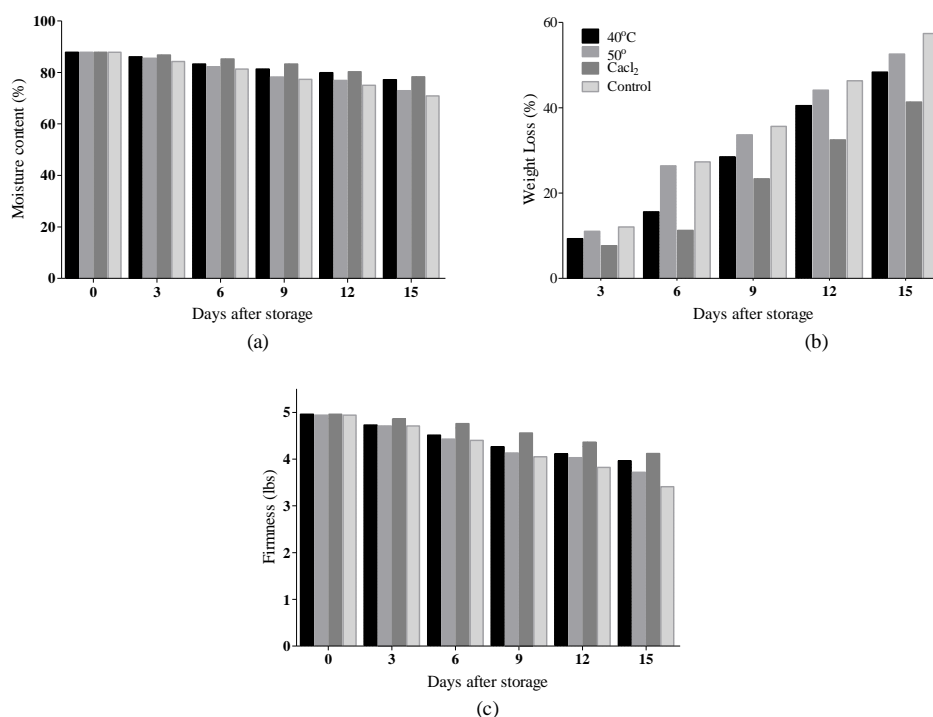 100
80
60
40
20
0
Moisture content (%)
0 3 6 9 12 15
Days after storage
(a)
60
40
20
0
Weight Loss (%)
40°C
50°
Cacl₂
Control
3 6 9 12 15
Days after storage
(b)
5
4
3
2
1
0
Firmness (lbs)
0 3 6 9 12 15
Days after storage
(c)